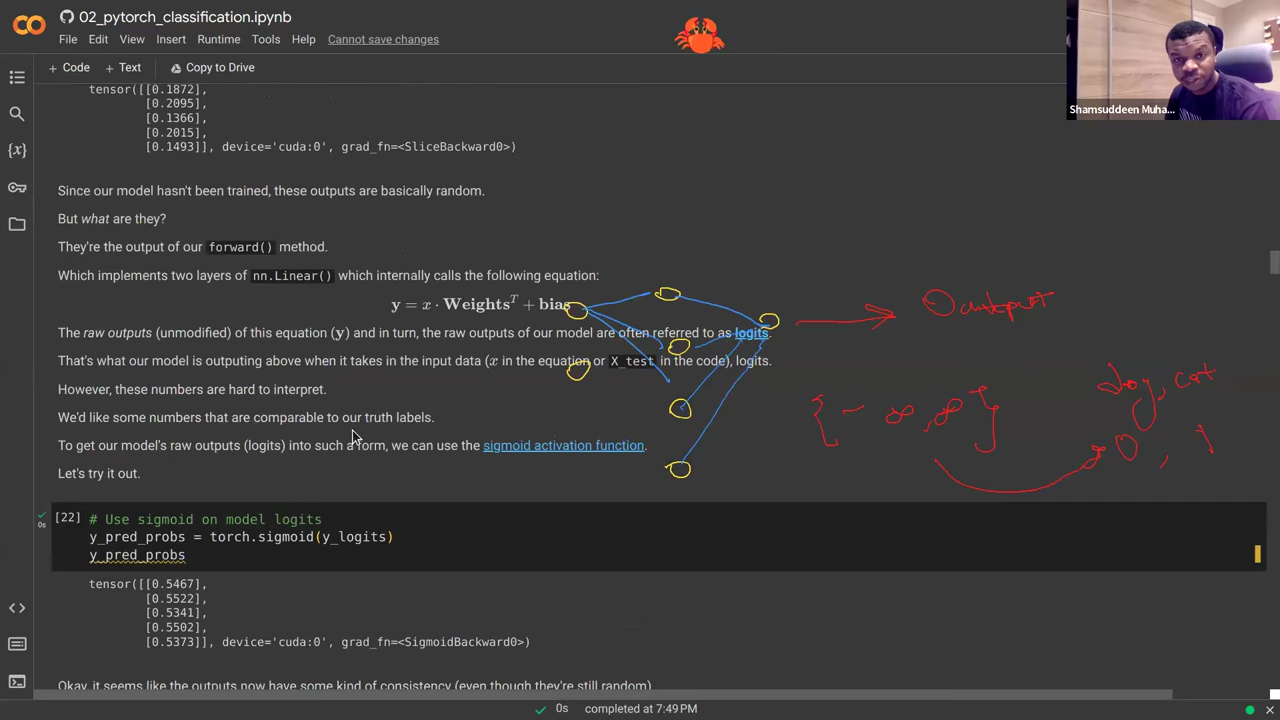 02_pytorch_classification.ipynb
File Edit View Insert Runtime Tools Help Cannot save changes
+ Code + Text Copy to Drive
Shamsuddeen Muha...
tensor([[0.1872],
[0.2095],
[0.1366],
[0.2015],
[0.1493]], device='cuda:0', grad_fn=<SliceBackward0>)
Since our model hasn't been trained, these outputs are basically random.
But what are they?
They're the output of our forward() method.
Which implements two layers of nn.Linear() which internally calls the following equation:
y = x · Weights^T + bias
Output
The raw outputs (unmodified) of this equation (y) and in turn, the raw outputs of our model are often referred to as logits.
That's what our model is outputting above when it takes in the input data (x in the equation or X_test in the code), logits.
dog, cat
However, these numbers are hard to interpret.
{- ∞, ∞}
We'd like some numbers that are comparable to our truth labels.
0, 1
To get our model's raw outputs (logits) into such a form, we can use the sigmoid activation function.
Let's try it out.
[22] # Use sigmoid on model logits
0s
y_pred_probs = torch.sigmoid(y_logits)
y_pred_probs
tensor([[0.5467],
[0.5522],
[0.5341],
[0.5502],
[0.5373]], device='cuda:0', grad_fn=<SigmoidBackward0>)
Okay, it seems like the outputs now have some kind of consistency (even though they're still random).
0s completed at 7:49 PM